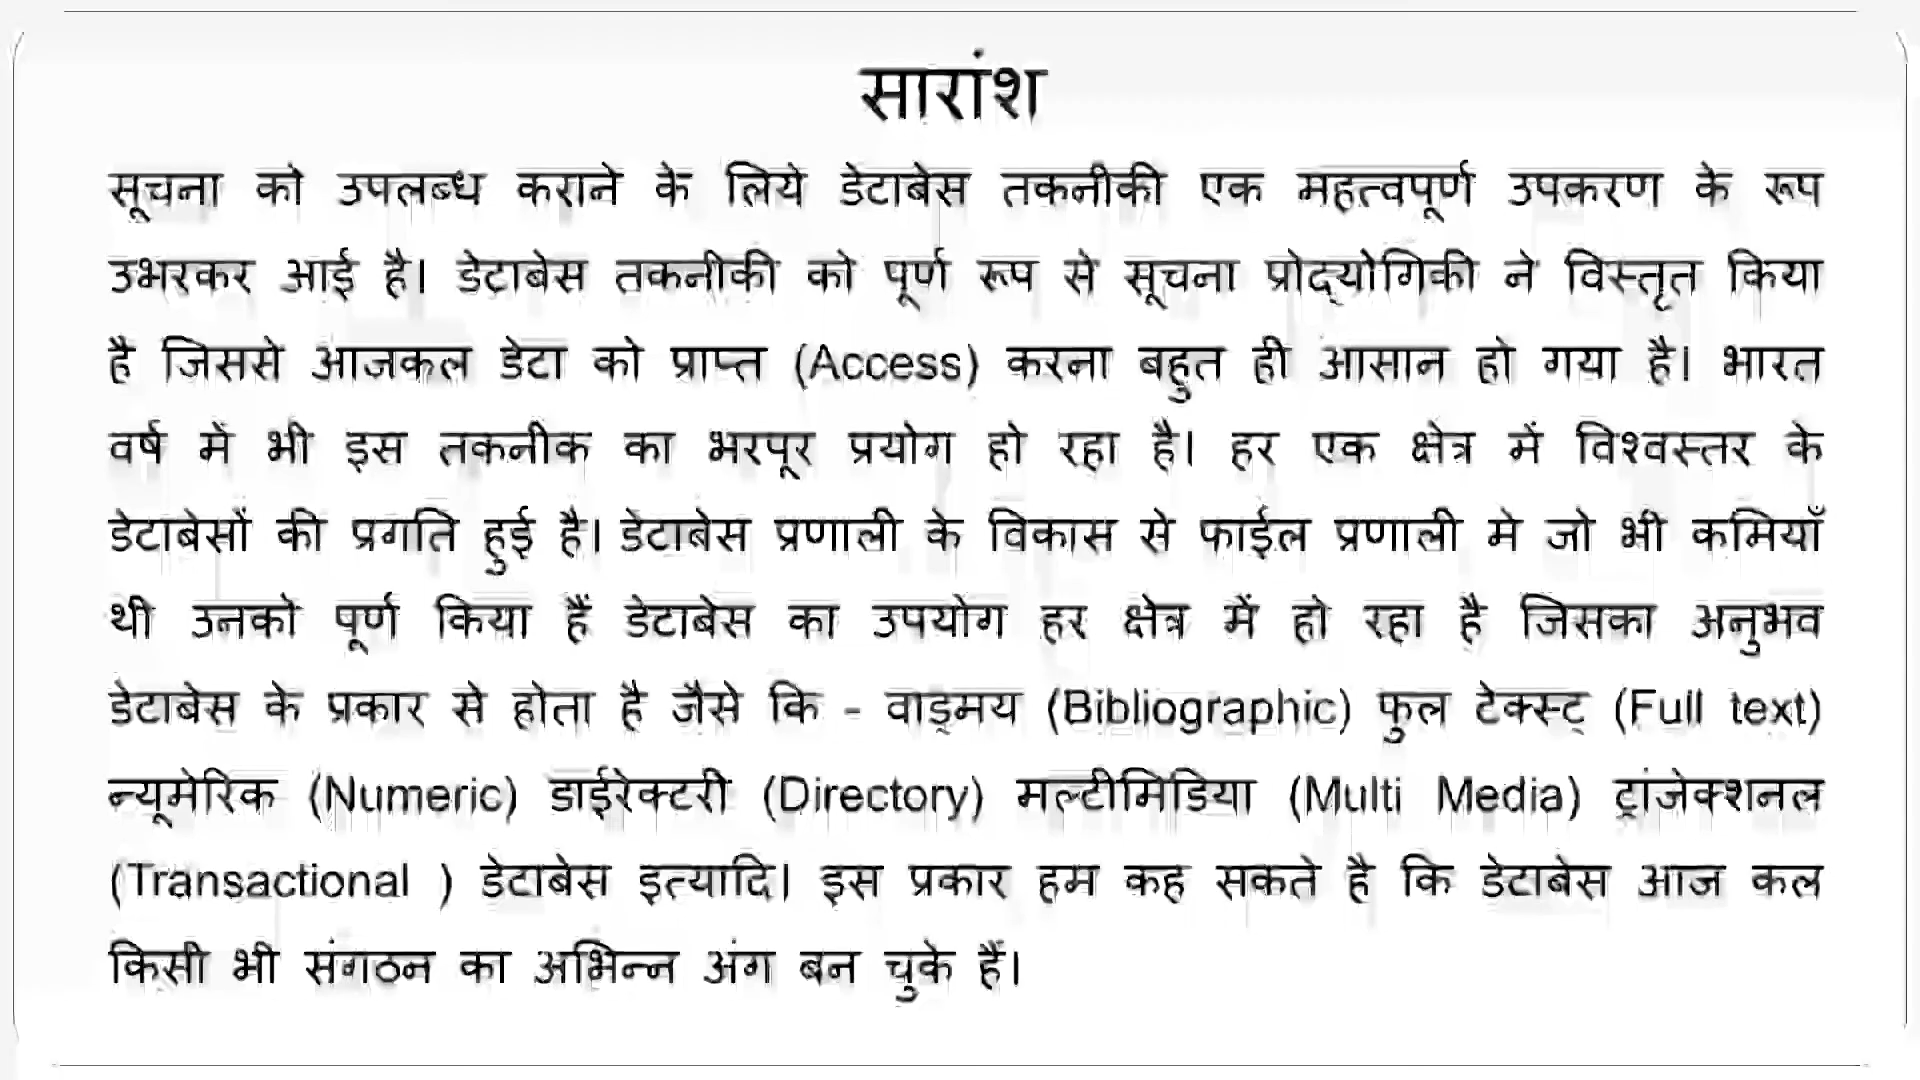 सारांश
सूचना को उपलब्ध कराने के लिये डेटाबेस तकनीकी एक महत्वपूर्ण उपकरण के रूप
उभरकर आई है। डेटाबेस तकनीकी को पूर्ण रूप से सूचना प्रोद्योगिकी ने विस्तृत किया
है जिससे आजकल डेटा को प्राप्त (Access) करना बहुत ही आसान हो गया है। भारत
वर्ष में भी इस तकनीक का भरपूर प्रयोग हो रहा है। हर एक क्षेत्र में विश्वस्तर के
डेटाबेसों की प्रगति हुई है। डेटाबेस प्रणाली के विकास से फाईल प्रणाली मे जो भी कमियाँ
थी उनको पूर्ण किया हैं डेटाबेस का उपयोग हर क्षेत्र में हो रहा है जिसका अनुभव
डेटाबेस के प्रकार से होता है जैसे कि - वाड्मय (Bibliographic) फुल टेक्स्ट् (Full text)
न्यूमेरिक (Numeric) डाईरेक्टरी (Directory) मल्टीमिडिया (Multi Media) ट्रांजेक्शनल
(Transactional ) डेटाबेस इत्यादि। इस प्रकार हम कह सकते है कि डेटाबेस आज कल
किसी भी संगठन का अभिन्न अंग बन चुके हैं।